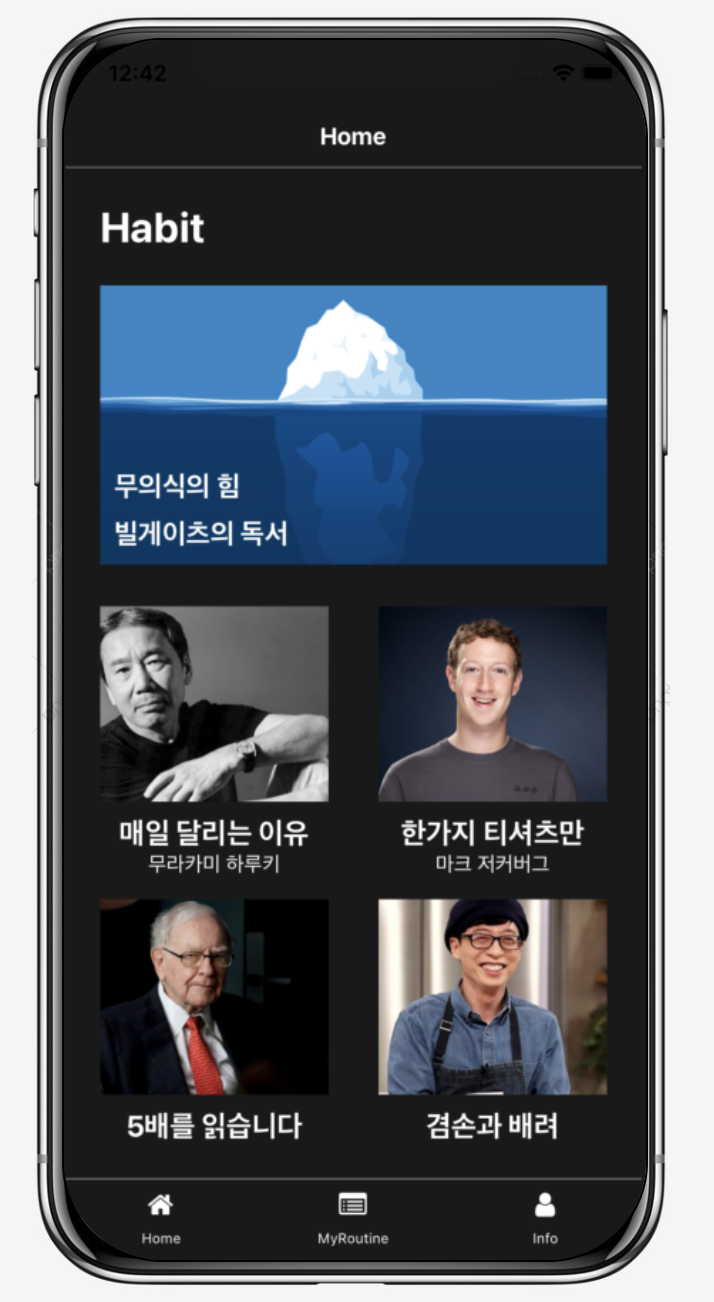 12:42
Home
Habit
무의식의 힘
빌게이츠의 독서
매일 달리는 이유
무라카미 하루키
한가지 티셔츠만
마크 저커버그
5배를 읽습니다
겸손과 배려
Home
MyRoutine
Info